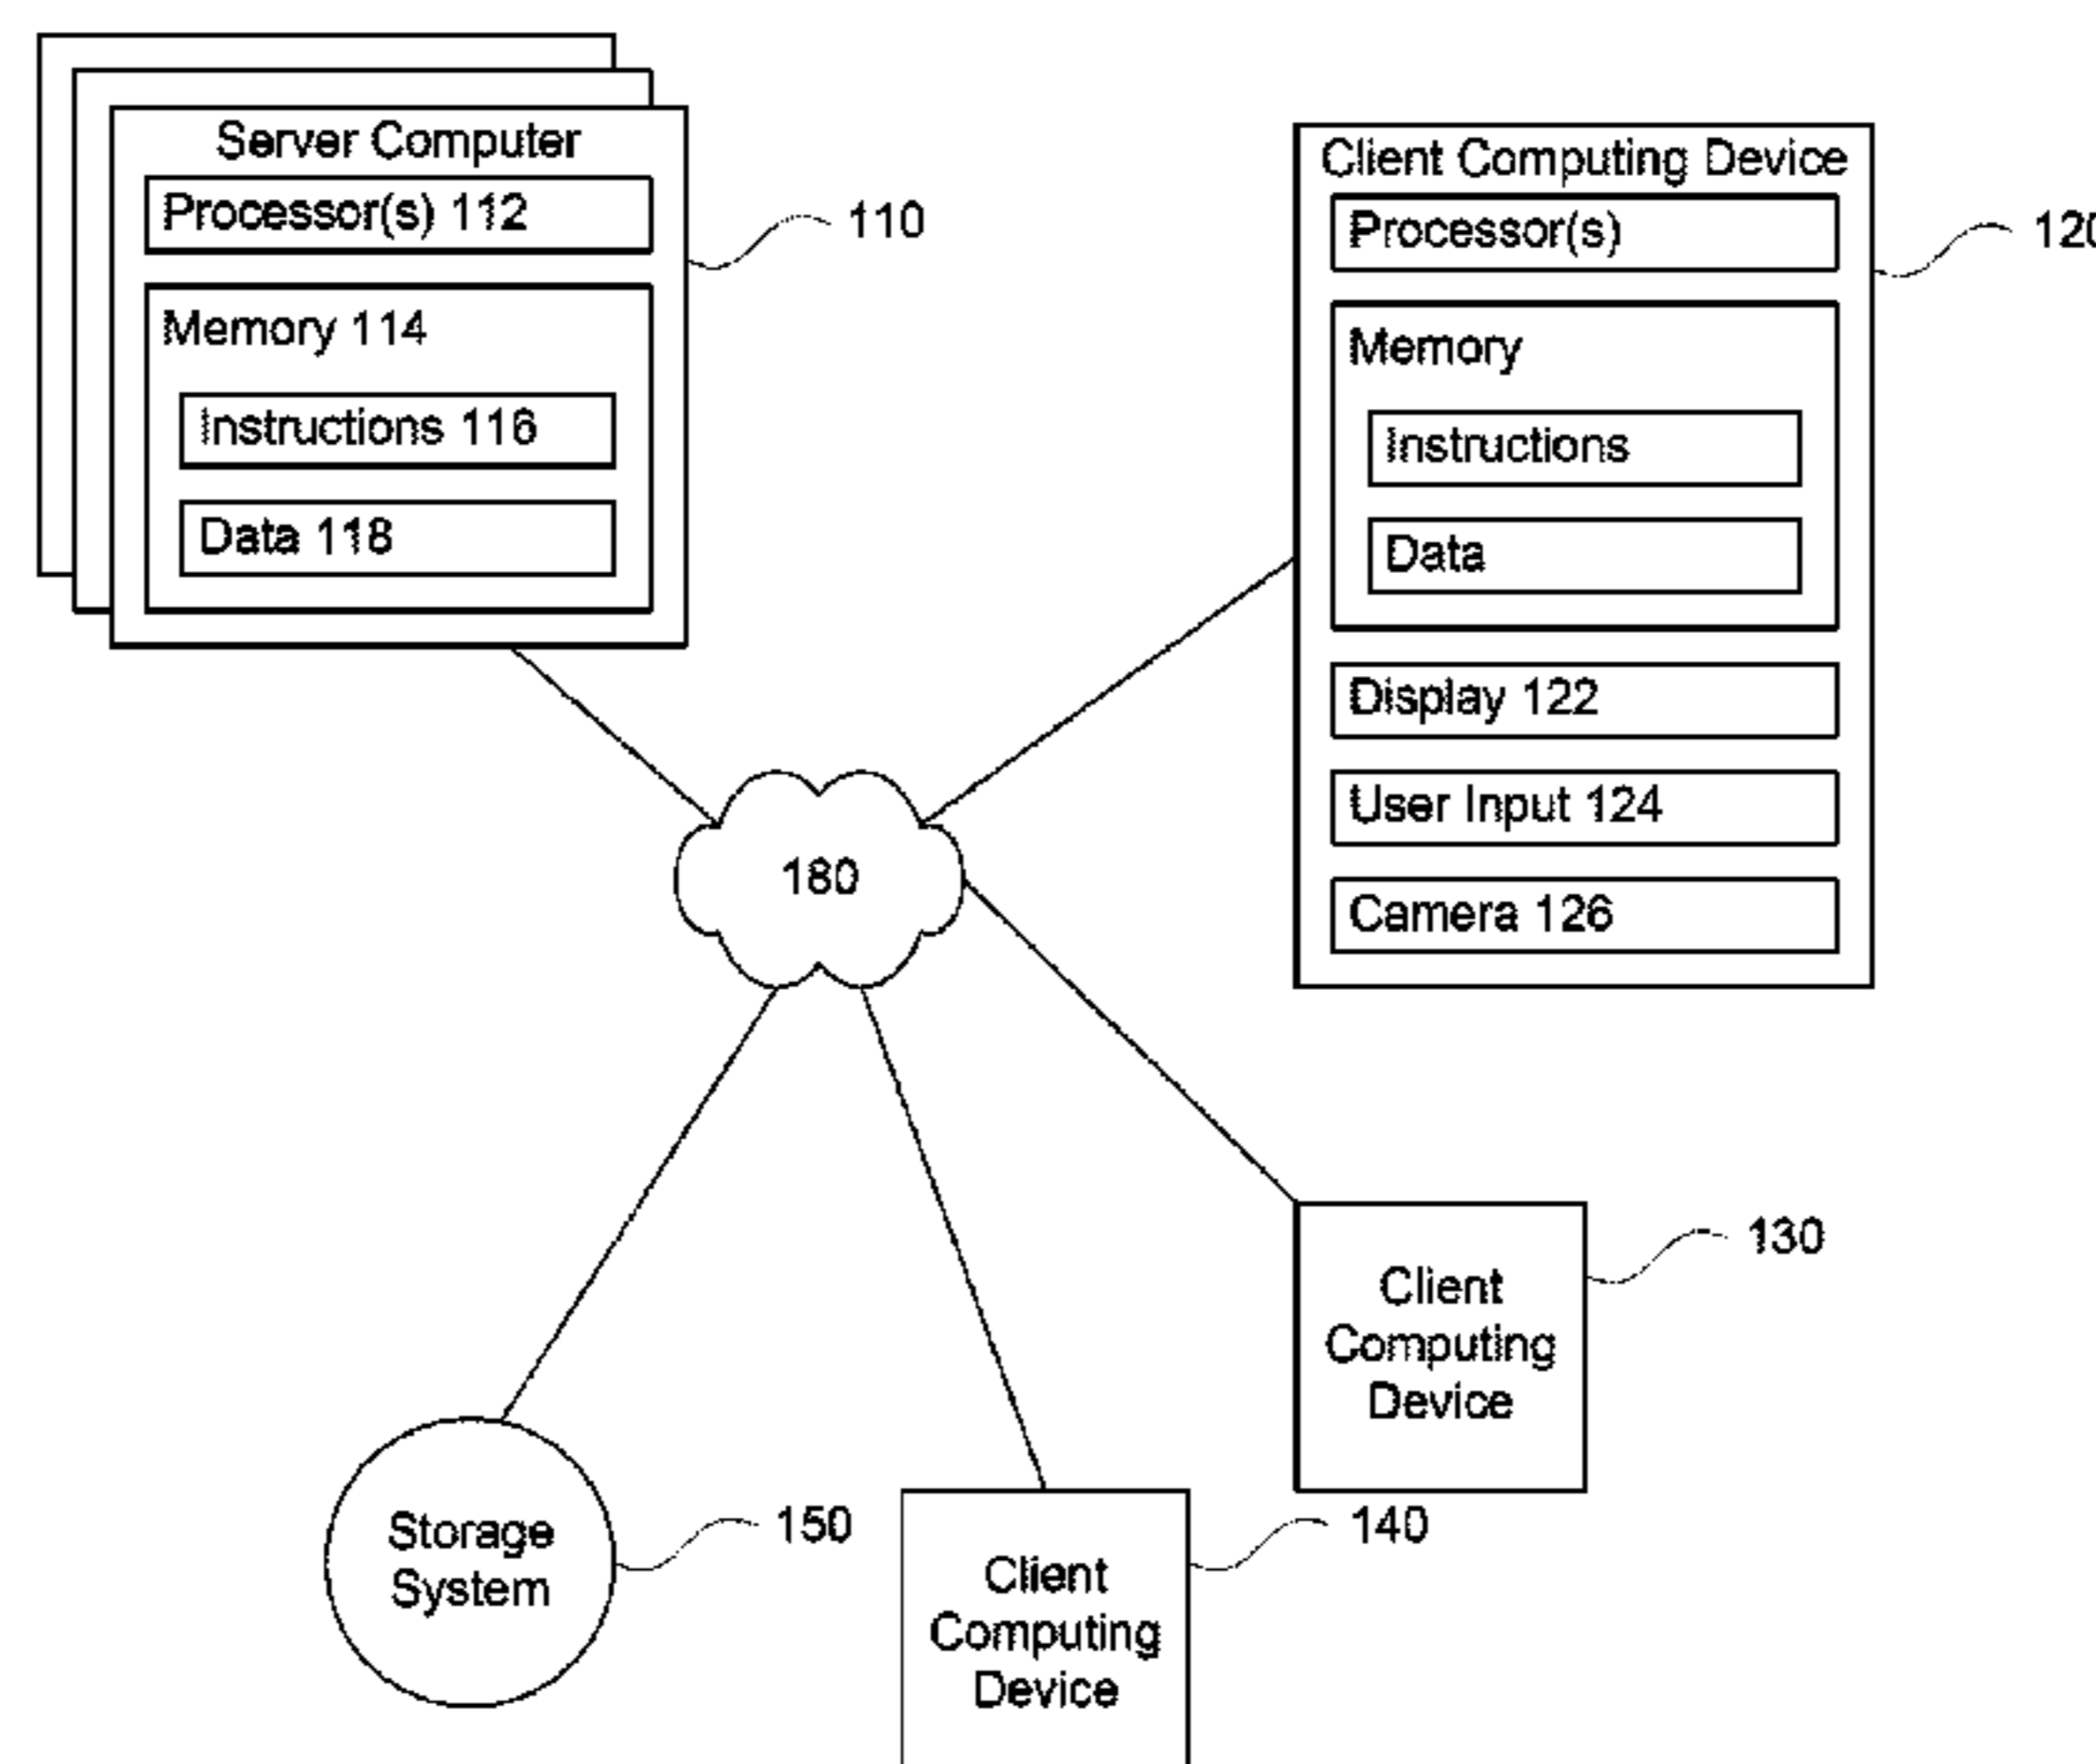 Server Computer
Processor(s) 112
110
Memory 114
Instructions 116
Data 118
Client Computing Device
Processor(s)
120
Memory
Instructions
Data
Display 122
User Input 124
Camera 126
180
Client
Computing
Device
130
Storage
System
150
Client
Computing
Device
140